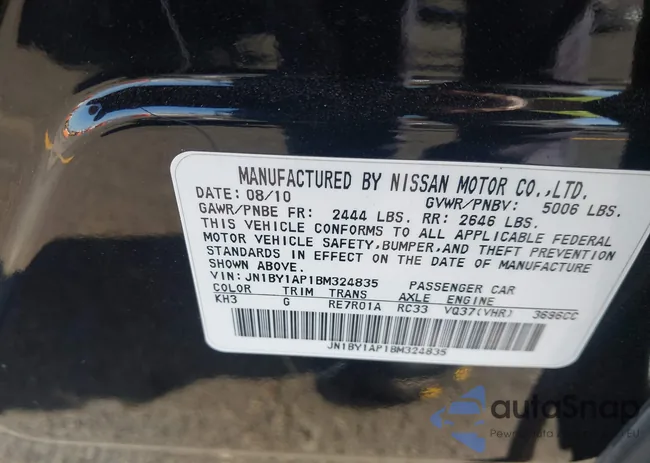 MANUFACTURED BY NISSAN MOTOR CO.,LTD.
DATE: 08/10 GVWR/PNBV: 5006 LBS.
GAWR/PNBE FR: 2444 LBS. RR: 2646 LBS.
THIS VEHICLE CONFORMS TO ALL APPLICABLE FEDERAL
MOTOR VEHICLE SAFETY,BUMPER,AND THEFT PREVENTION
STANDARDS IN EFFECT ON THE DATE OF MANUFACTURE
SHOWN ABOVE.
VIN: JN1BY1AP1BM324835 PASSENGER CAR
COLOR TRIM TRANS AXLE ENGINE
KH3 G RE7R01A RC33 VQ37(VHR) 3696CC
JN1BY1AP1BM324835
autoSnap